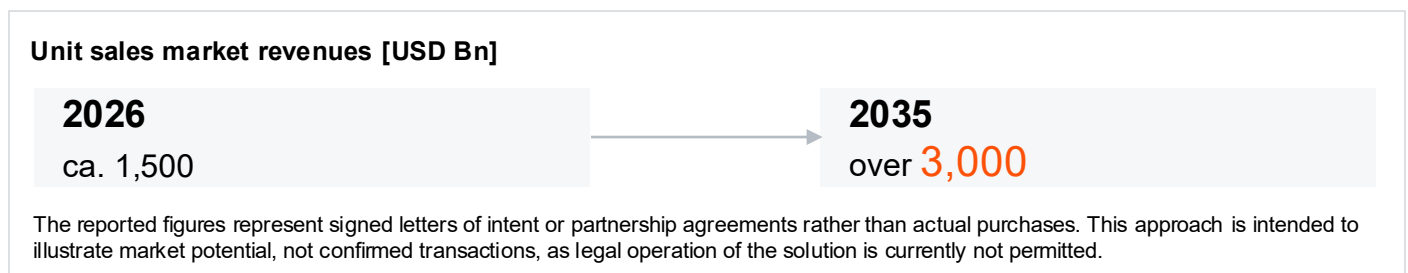 Unit sales market revenues [USD Bn]
2026
ca. 1,500
2035
over 3,000
The reported figures represent signed letters of intent or partnership agreements rather than actual purchases. This approach is intended to
illustrate market potential, not confirmed transactions, as legal operation of the solution is currently not permitted.